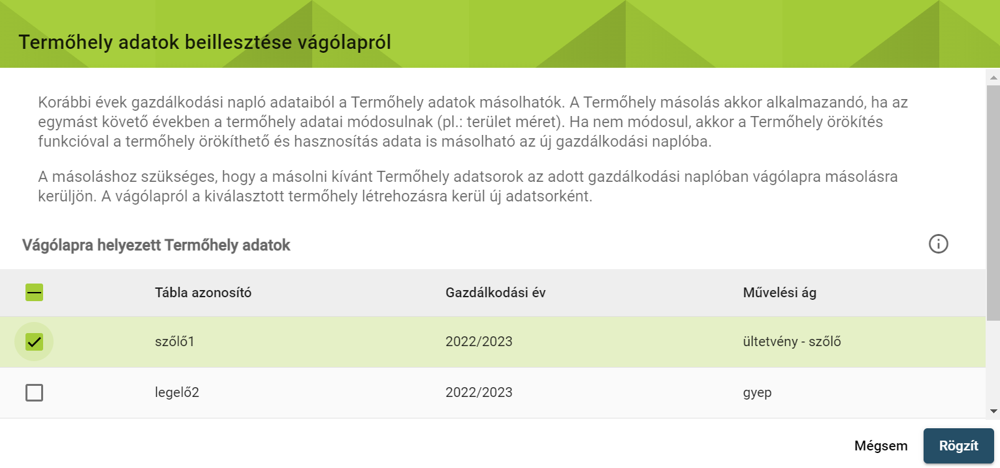 Termőhely adatok beillesztése vágólapról
Korábbi évek gazdálkodási napló adataiból a Termőhely adatok másolhatók. A Termőhely másolás akkor alkalmazandó, ha az
egymást követő években a termőhely adatai módosulnak (pl.: terület méret). Ha nem módosul, akkor a Termőhely örökítés
funkcióval a termőhely örökíthető és hasznosítás adata is másolható az új gazdálkodási naplóba.
A másoláshoz szükséges, hogy a másolni kívánt Termőhely adatsorok az adott gazdálkodási naplóban vágólapra másolásra
kerüljön. A vágólapról a kiválasztott termőhely létrehozásra kerül új adatsorként.
Vágólapra helyezett Termőhely adatok
Tábla azonosító Gazdálkodási év Művelési ág
szőlő1 2022/2023 ültetvény - szőlő
legelő2 2022/2023 gyep
Mégsem Rögzít